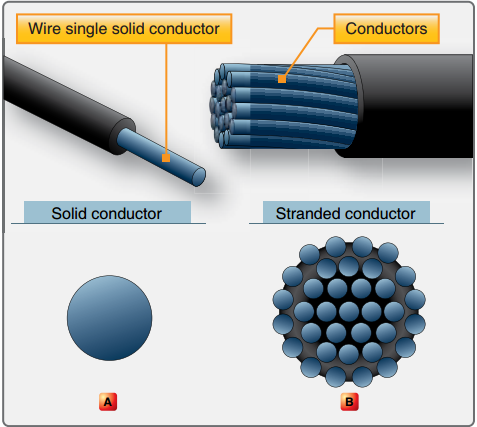 Wire single solid conductor
Conductors
Solid conductor
Stranded conductor
A
B